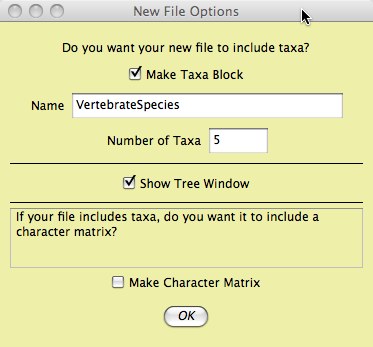 New File Options
Do you want your new file to include taxa?
Make Taxa Block
Name VertebrateSpecies
Number of Taxa 5
Show Tree Window
If your file includes taxa, do you want it to include a
character matrix?
Make Character Matrix
OK